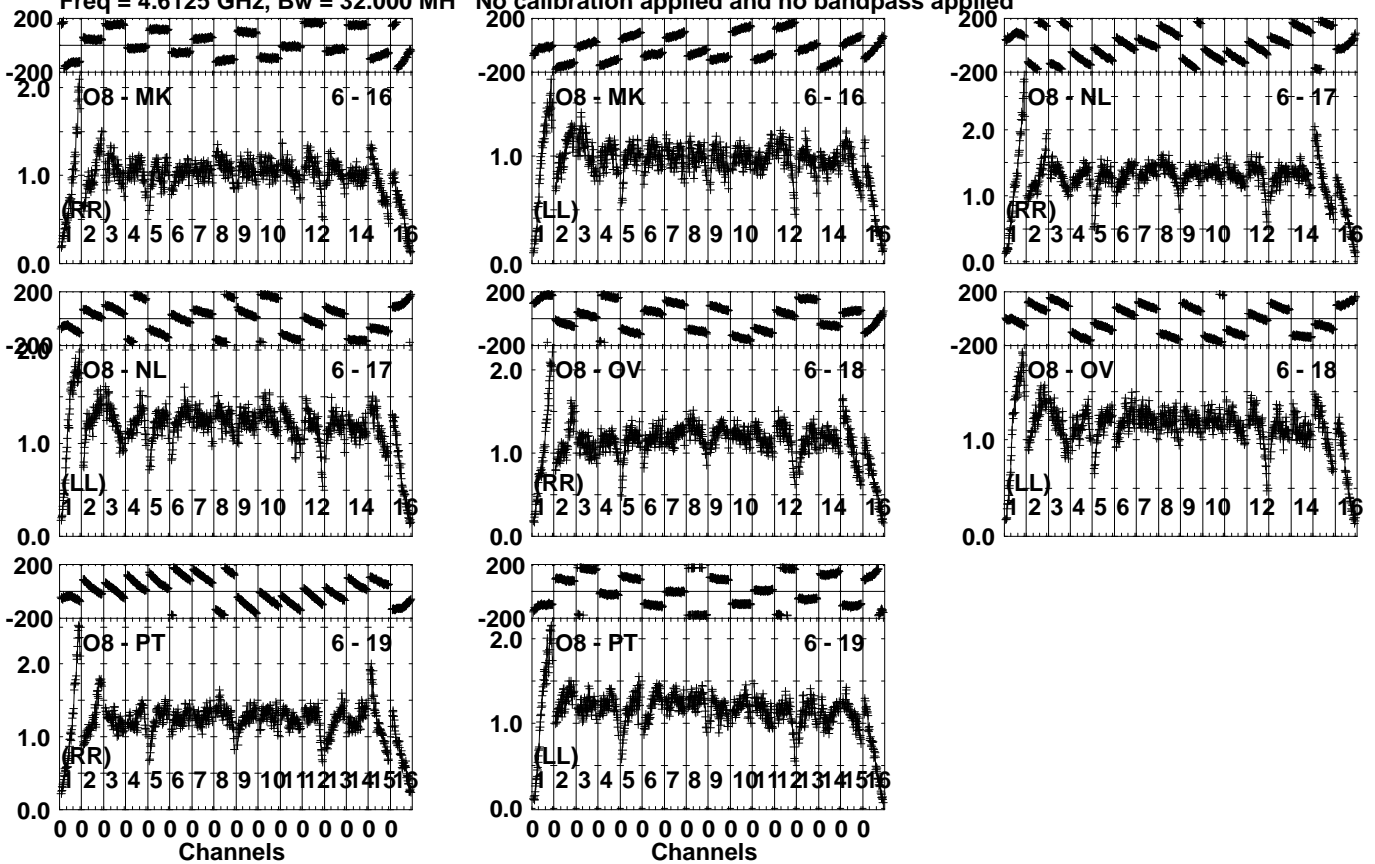 Freq = 4.6125 GHz, Bw = 32.000 MH No calibration applied and no bandpass applied
200
-200
2.0
1.0
0.0
O8 - MK 6 - 16
(RR)
1 2 3 4 5 6 7 8 9 10 12 14 16
200
-200
1.0
0.0
O8 - MK 6 - 16
(LL)
1 2 3 4 5 6 7 8 9 10 12 14 16
200
-200
2.0
1.0
0.0
O8 - NL 6 - 17
(RR)
1 2 3 4 5 6 7 8 9 10 12 14 16
200
-200
2.0
1.0
0.0
O8 - NL 6 - 17
(LL)
1 2 3 4 5 6 7 8 9 10 12 14 16
200
-200
2.0
1.0
0.0
O8 - OV 6 - 18
(RR)
1 2 3 4 5 6 7 8 9 10 12 14 16
200
-200
1.0
0.0
O8 - OV 6 - 18
(LL)
1 2 3 4 5 6 7 8 9 10 12 14 16
200
-200
2.0
1.0
0.0
O8 - PT 6 - 19
(RR)
1 2 3 4 5 6 7 8 9 10 11 12 13 14 15 16
0 0 0 0 0 0 0 0 0 0 0 0 0 0 0 0
Channels
200
-200
2.0
1.0
0.0
O8 - PT 6 - 19
(LL)
1 2 3 4 5 6 7 8 9 10 11 12 13 14 15 16
0 0 0 0 0 0 0 0 0 0 0 0 0 0 0 0
Channels